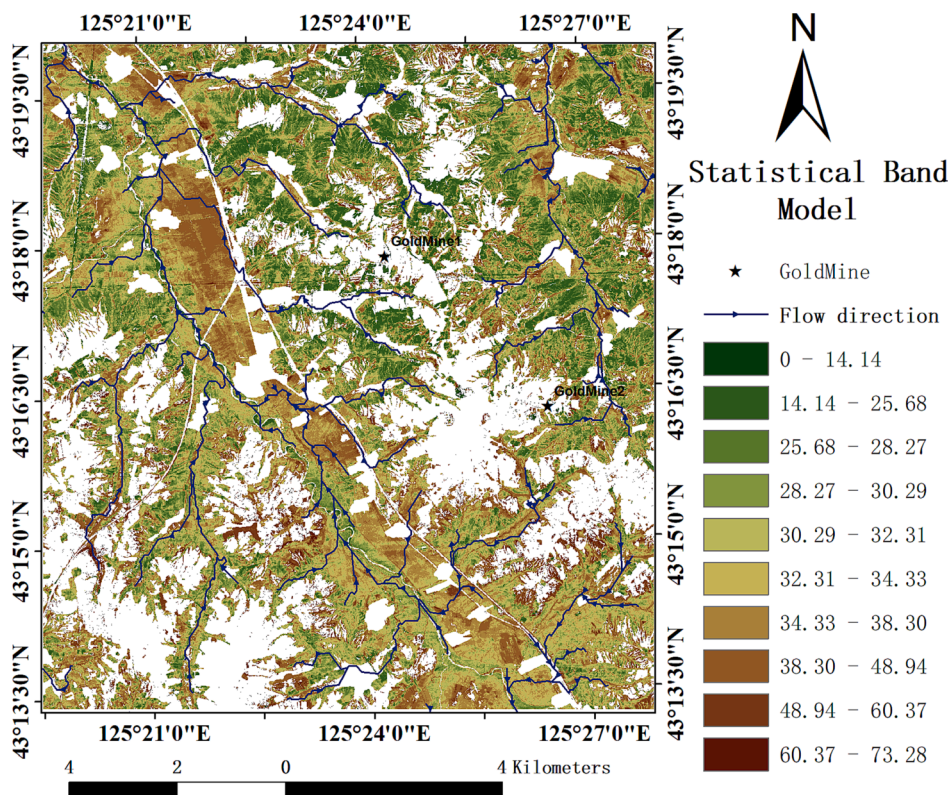 125°21'0"E 125°24'0"E 125°27'0"E
43°19'30"N
43°18'0"N
43°16'30"N
43°15'0"N
43°13'30"N
43°19'30"N
43°18'0"N
43°16'30"N
43°15'0"N
43°13'30"N
GoldMine1
GoldMine2
125°21'0"E 125°24'0"E 125°27'0"E
4 2 0 4 Kilometers
N
Statistical Band
Model
GoldMine
Flow direction
0 - 14.14
14.14 - 25.68
25.68 - 28.27
28.27 - 30.29
30.29 - 32.31
32.31 - 34.33
34.33 - 38.30
38.30 - 48.94
48.94 - 60.37
60.37 - 73.28